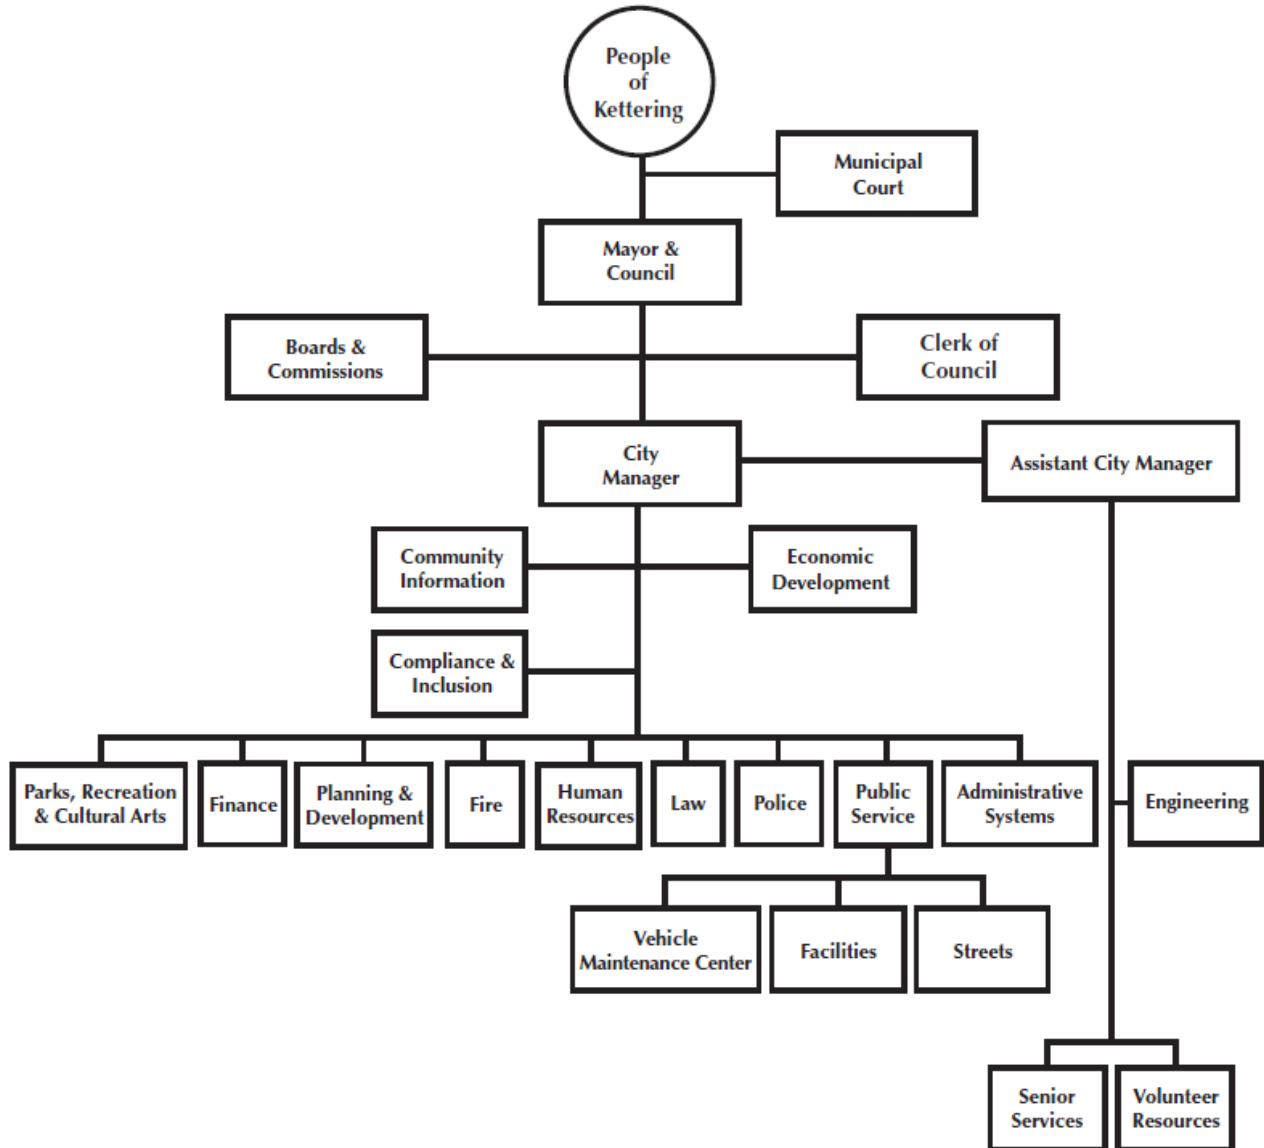 People
of
Kettering
Municipal
Court
Mayor &
Council
Boards &
Commissions
Clerk of
Council
City
Manager
Assistant City Manager
Community
Information
Economic
Development
Compliance &
Inclusion
Parks, Recreation
& Cultural Arts
Finance
Planning &
Development
Fire
Human
Resources
Law
Police
Public
Service
Administrative
Systems
Engineering
Vehicle
Maintenance Center
Facilities
Streets
Senior
Services
Volunteer
Resources